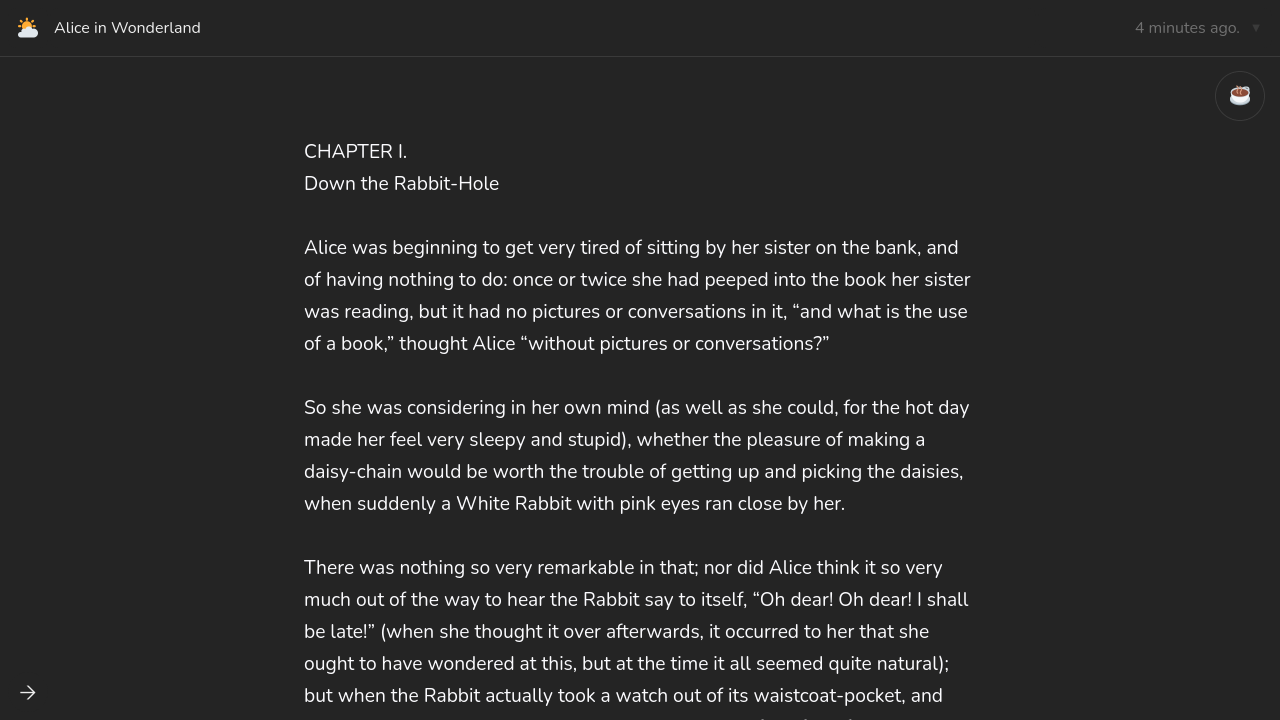 Alice in Wonderland
4 minutes ago.
CHAPTER I.
Down the Rabbit-Hole
Alice was beginning to get very tired of sitting by her sister on the bank, and
of having nothing to do: once or twice she had peeped into the book her sister
was reading, but it had no pictures or conversations in it, “and what is the use
of a book,” thought Alice “without pictures or conversations?”
So she was considering in her own mind (as well as she could, for the hot day
made her feel very sleepy and stupid), whether the pleasure of making a
daisy-chain would be worth the trouble of getting up and picking the daisies,
when suddenly a White Rabbit with pink eyes ran close by her.
There was nothing so very remarkable in that; nor did Alice think it so very
much out of the way to hear the Rabbit say to itself, “Oh dear! Oh dear! I shall
be late!” (when she thought it over afterwards, it occurred to her that she
ought to have wondered at this, but at the time it all seemed quite natural);
but when the Rabbit actually took a watch out of its waistcoat-pocket, and